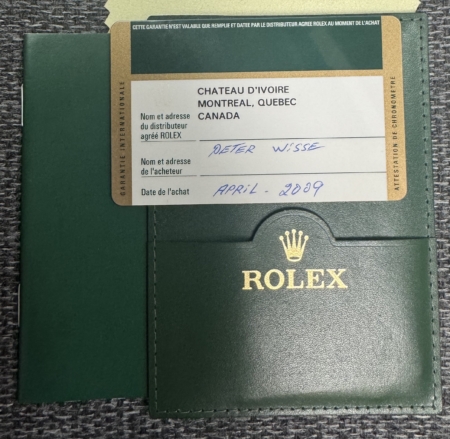 CETTE GARANTIE N'EST VALABLE QUE REMPLIE ET DATÉE PAR LE DISTRIBUTEUR AGRÉÉ ROLEX AU MOMENT DE L'ACHAT
GARANTIE INTERNATIONALE
CHATEAU D'IVOIRE
MONTREAL, QUEBEC
Nom et adresse CANADA
du distributeur
agréé ROLEX
PETER WISSE
Nom et adresse
de l'acheteur
Date de l'achat APRIL - 2009
ATTESTATION DE CHRONOMÈTRE
ROLEX